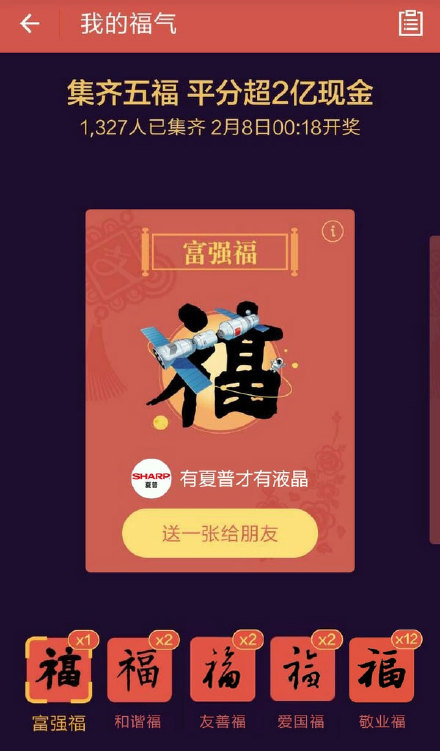 我的福气
集齐五福 平分超2亿现金
1,327人已集齐 2月8日00:18开奖
富强福
i
福
SHARP
夏普
有夏普才有液晶
送一张给朋友
福 x1
福 x2
福 x2
福 x2
福 x12
富强福
和谐福
友善福
爱国福
敬业福